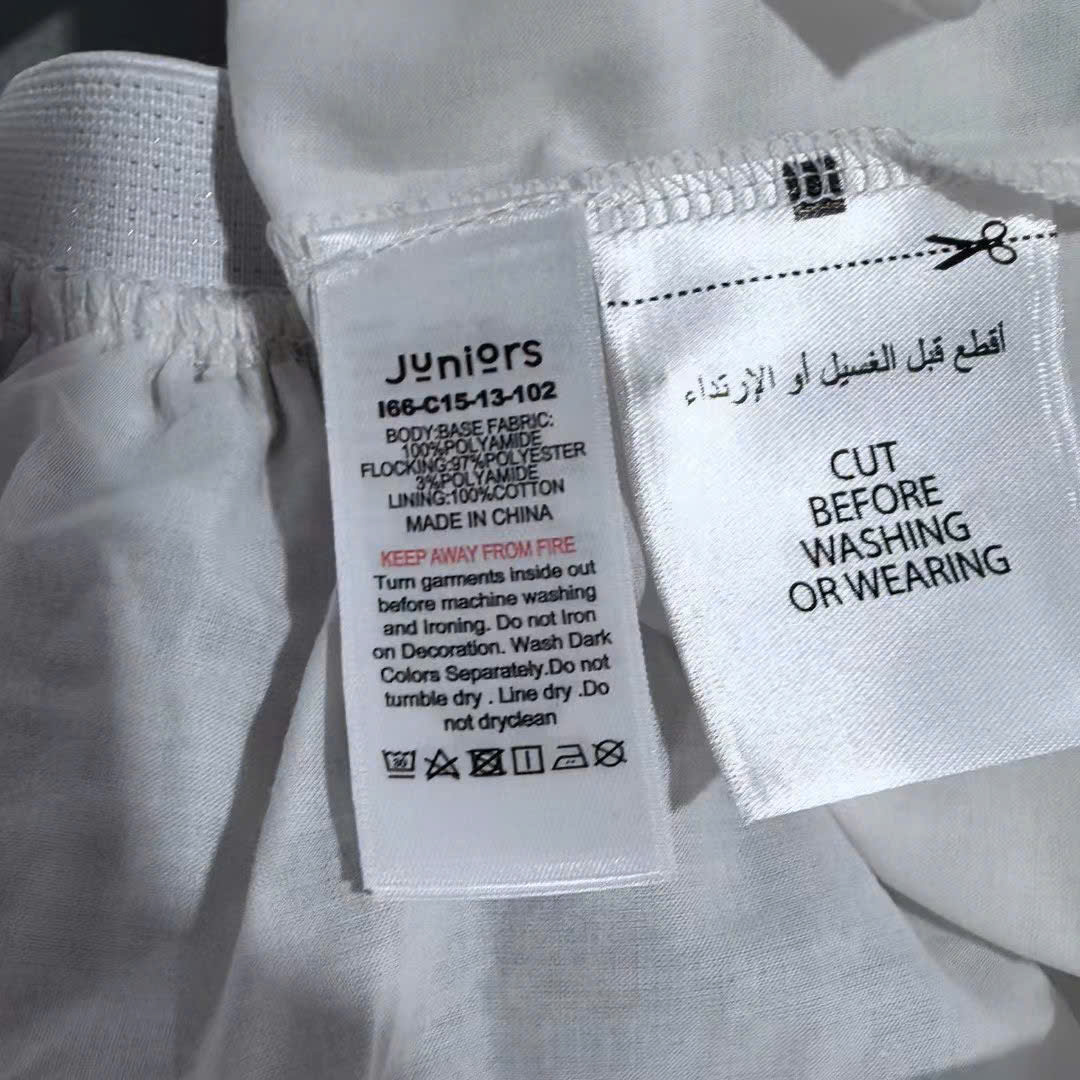 Juniors
I66-C15-13-102
BODY:BASE FABRIC:
100%POLYAMIDE
FLOCKING:97%POLYESTER
3%POLYAMIDE
LINING:100%COTTON
MADE IN CHINA
KEEP AWAY FROM FIRE
Turn garments inside out
before machine washing
and Ironing. Do not Iron
on Decoration. Wash Dark
Colors Separately.Do not
tumble dry . Line dry .Do
not dryclean
30
أقطع قبل الغسيل أو الإرتداء
CUT
BEFORE
WASHING
OR WEARING